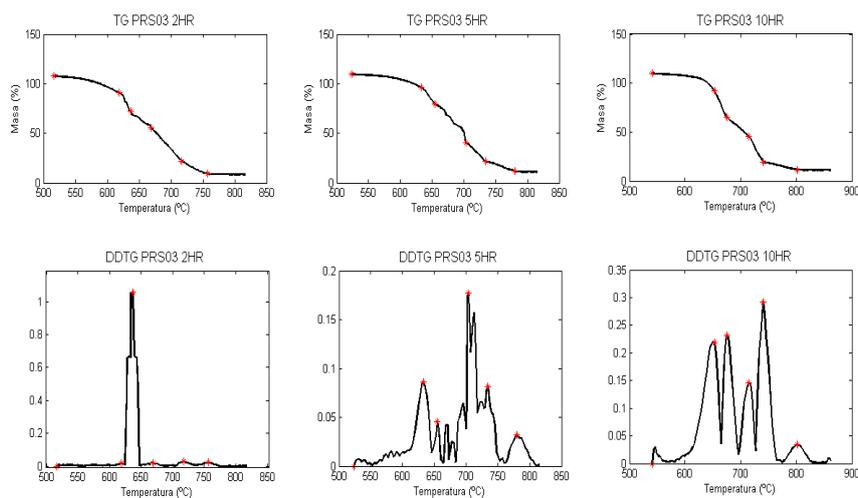 TG PRS03 2HR
150
100
50
0
Masa (%)
500 550 600 650 700 750 800 850
Temperatura (ºC)
TG PRS03 5HR
150
100
50
0
Masa (%)
500 550 600 650 700 750 800 850
Temperatura (ºC)
TG PRS03 10HR
150
100
50
0
Masa (%)
500 600 700 800 900
Temperatura (ºC)
DDTG PRS03 2HR
1
0.8
0.6
0.4
0.2
0
500 550 600 650 700 750 800 850
Temperatura (ºC)
DDTG PRS03 5HR
0.2
0.15
0.1
0.05
0
500 550 600 650 700 750 800 850
Temperatura (ºC)
DDTG PRS03 10HR
0.35
0.3
0.25
0.2
0.15
0.1
0.05
0
500 600 700 800 900
Temperatura (ºC)